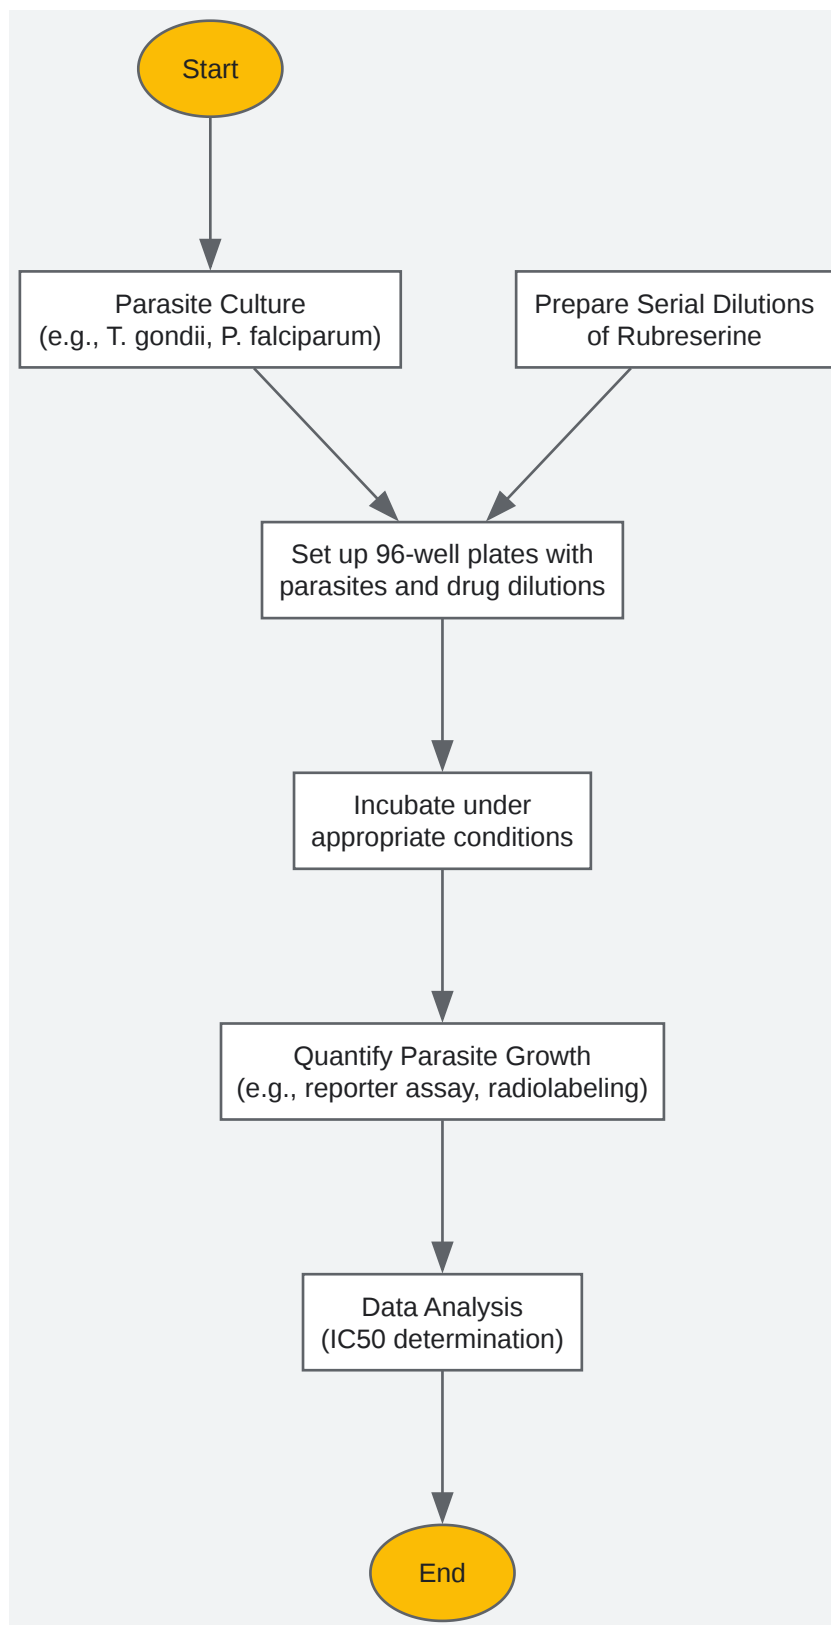 Start
Parasite Culture
(e.g., T. gondii, P. falciparum)
Prepare Serial Dilutions
of Rubreserine
Set up 96-well plates with
parasites and drug dilutions
Incubate under
appropriate conditions
Quantify Parasite Growth
(e.g., reporter assay, radiolabeling)
Data Analysis
(IC50 determination)
End